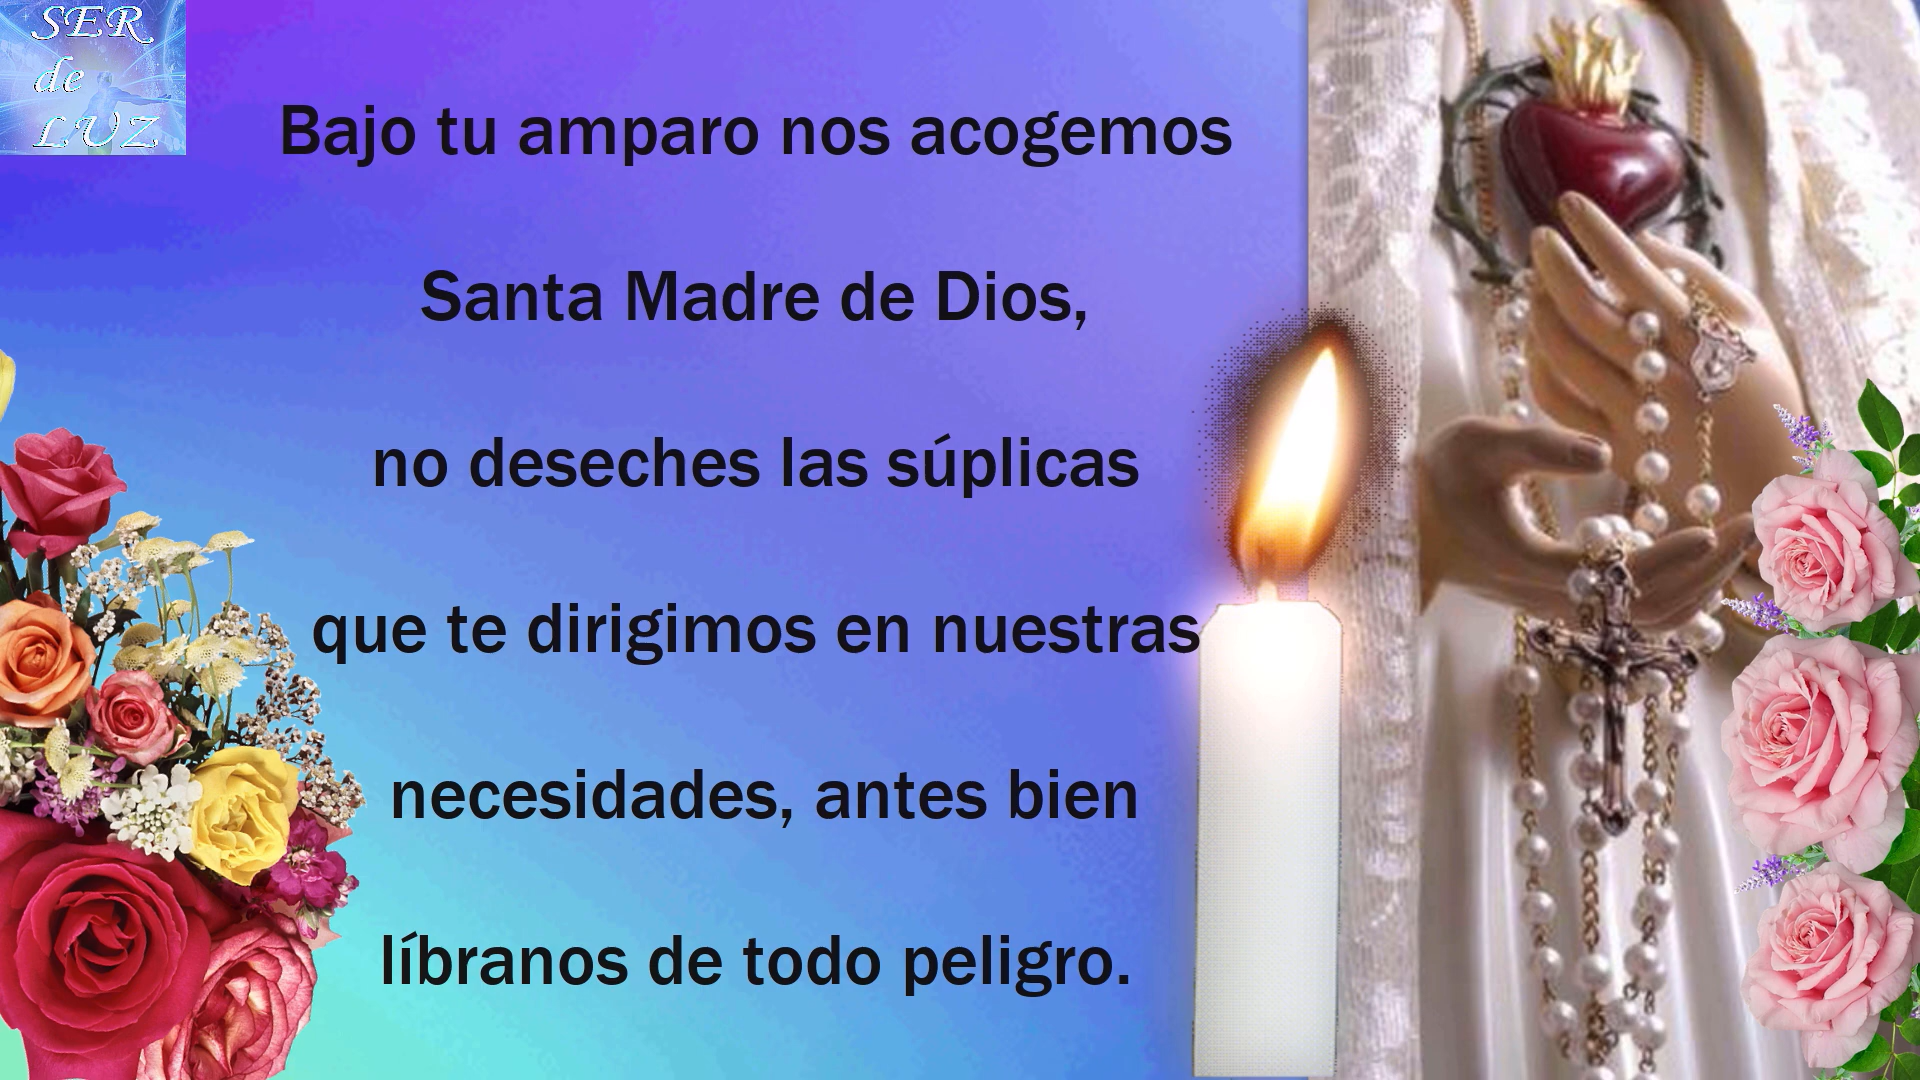 SER
de
LUZ
Bajo tu amparo nos acogemos
Santa Madre de Dios,
no deseches las súplicas
que te dirigimos en nuestras
necesidades, antes bien
líbranos de todo peligro.